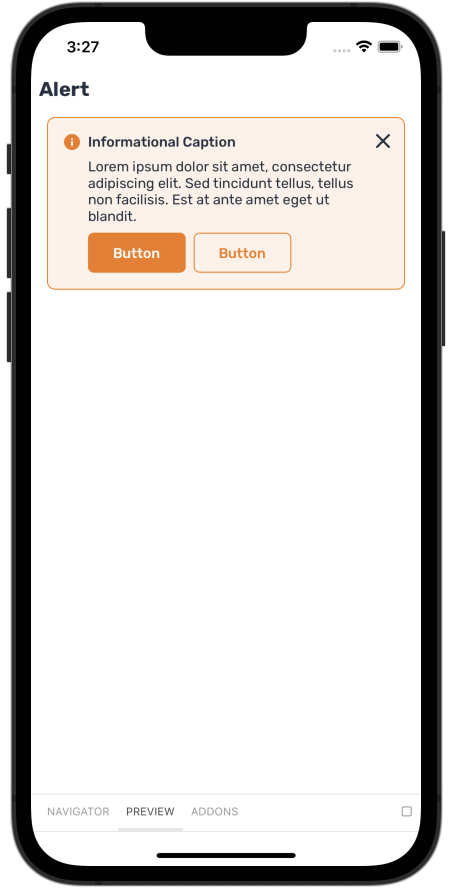 3:27
Alert
Informational Caption
Lorem ipsum dolor sit amet, consectetur
adipiscing elit. Sed tincidunt tellus, tellus
non facilisis. Est at ante amet eget ut
blandit.
Button Button
NAVIGATOR PREVIEW ADDONS